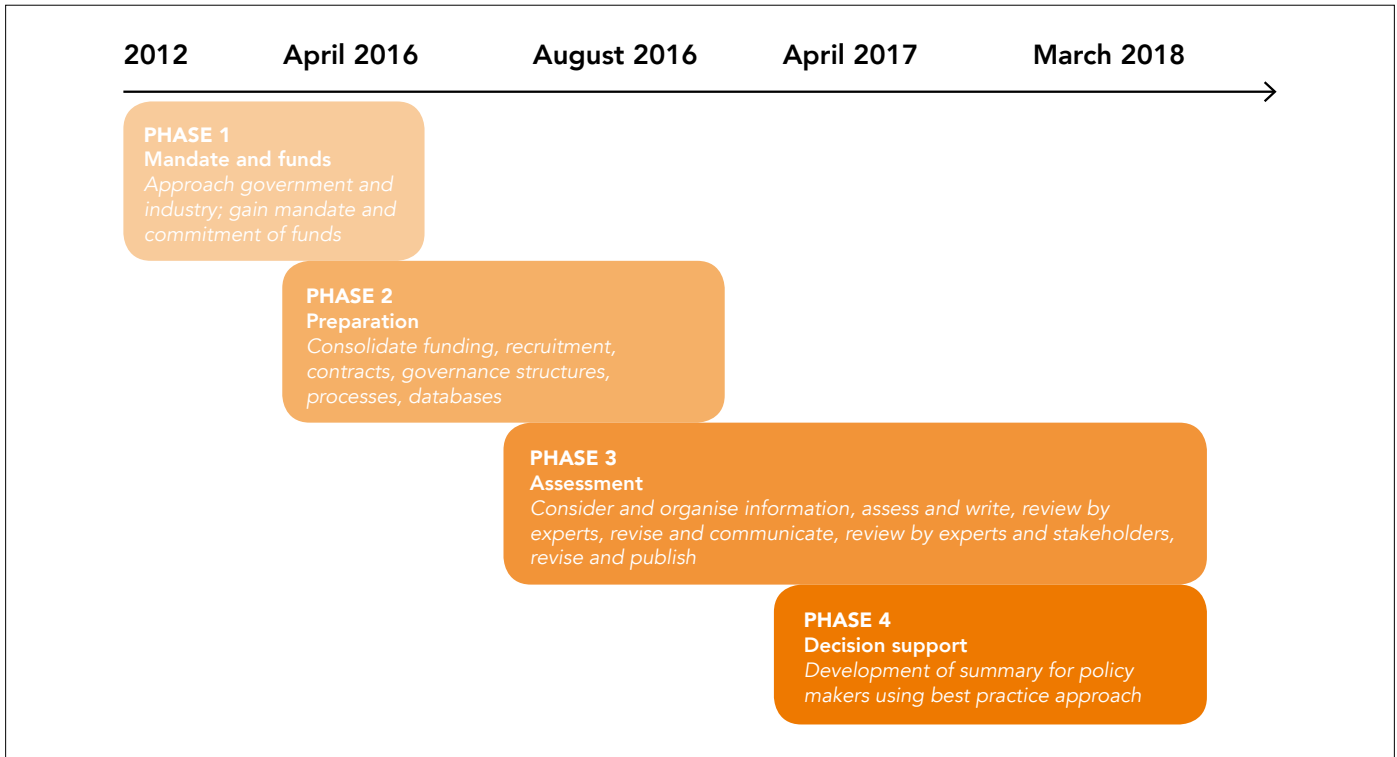 2012 April 2016 August 2016 April 2017 March 2018
PHASE 1
Mandate and funds
Approach government and
industry; gain mandate and
commitment of funds
PHASE 2
Preparation
Consolidate funding, recruitment,
contracts, governance structures,
processes, databases
PHASE 3
Assessment
Consider and organise information, assess and write, review by
experts, revise and communicate, review by experts and stakeholders,
revise and publish
PHASE 4
Decision support
Development of summary for policy
makers using best practice approach